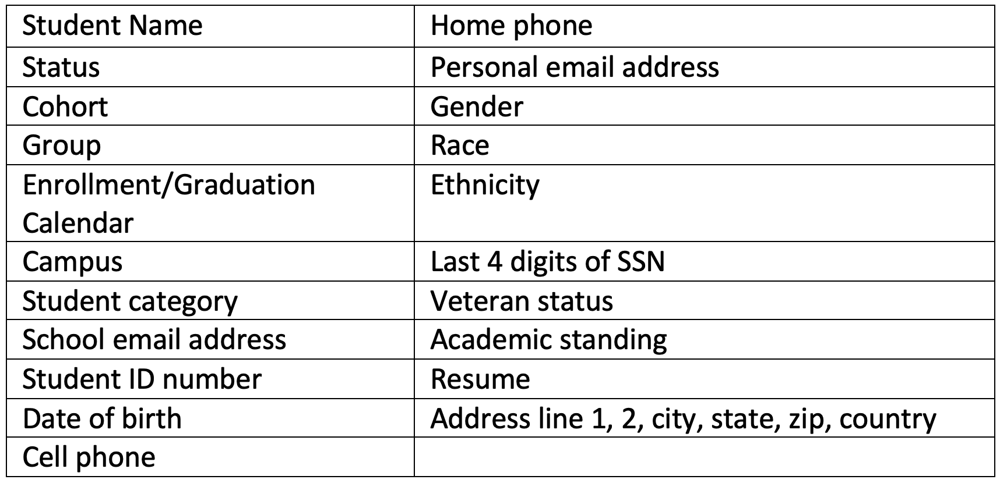 Student Name
Home phone
Status
Personal email address
Cohort
Gender
Group
Race
Enrollment/Graduation
Calendar
Ethnicity
Campus
Last 4 digits of SSN
Student category
Veteran status
School email address
Academic standing
Student ID number
Resume
Date of birth
Address line 1, 2, city, state, zip, country
Cell phone